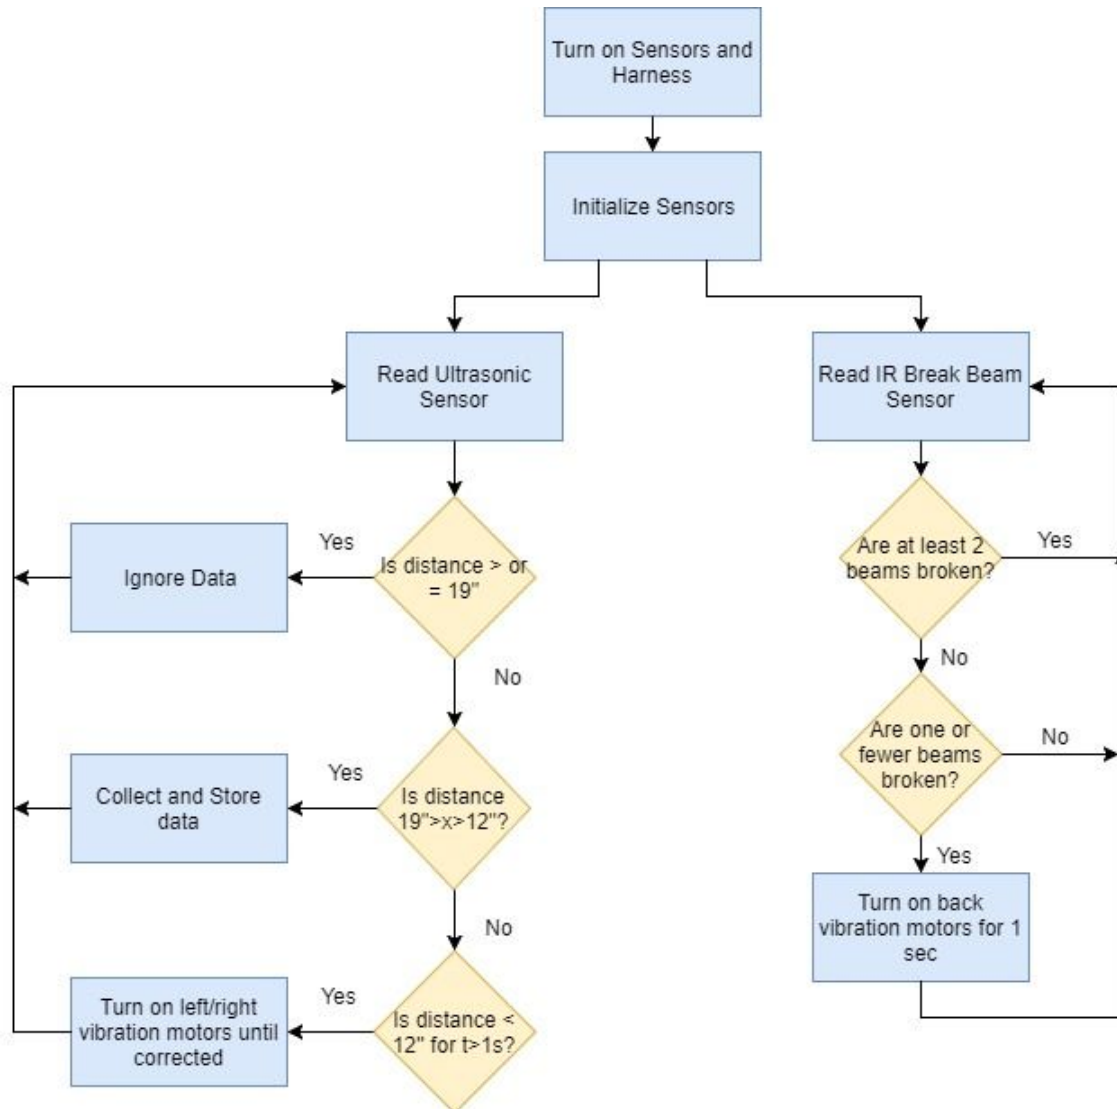 Turn on Sensors and
Harness
Initialize Sensors
Read Ultrasonic
Sensor
Read IR Break Beam
Sensor
Yes
Ignore Data
Is distance > or
= 19"
Are at least 2
beams broken?
Yes
No
No
Yes
Collect and Store
data
Is distance
19">x>12"?
Are one or
fewer beams
broken?
No
Yes
No
Turn on back
vibration motors for 1
sec
Yes
Turn on left/right
vibration motors until
corrected
Is distance <
12" for t>1s?